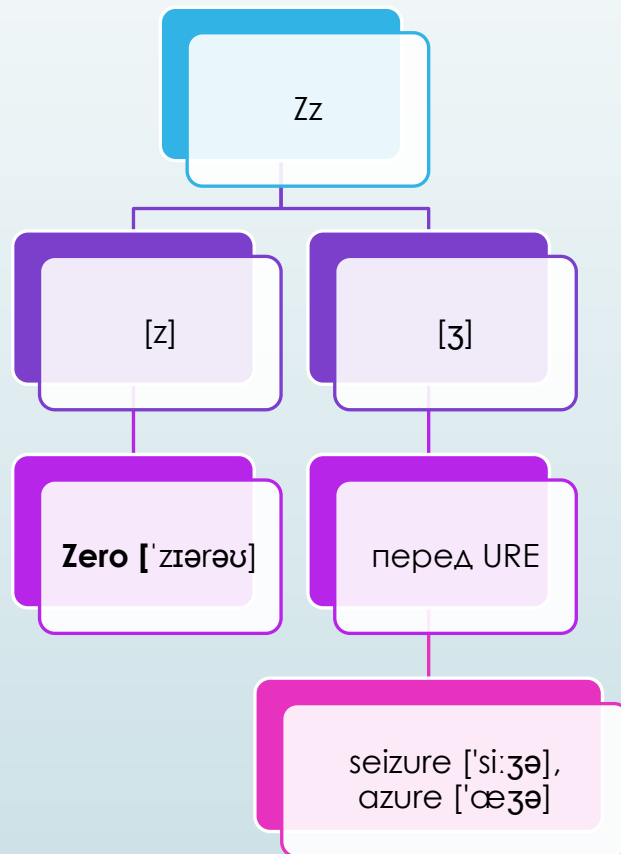 Zz
[z]
[ʒ]
Zero [ˈzɪərəʊ]
перед URE
seizure ['si:ʒə],
azure ['æʒə]